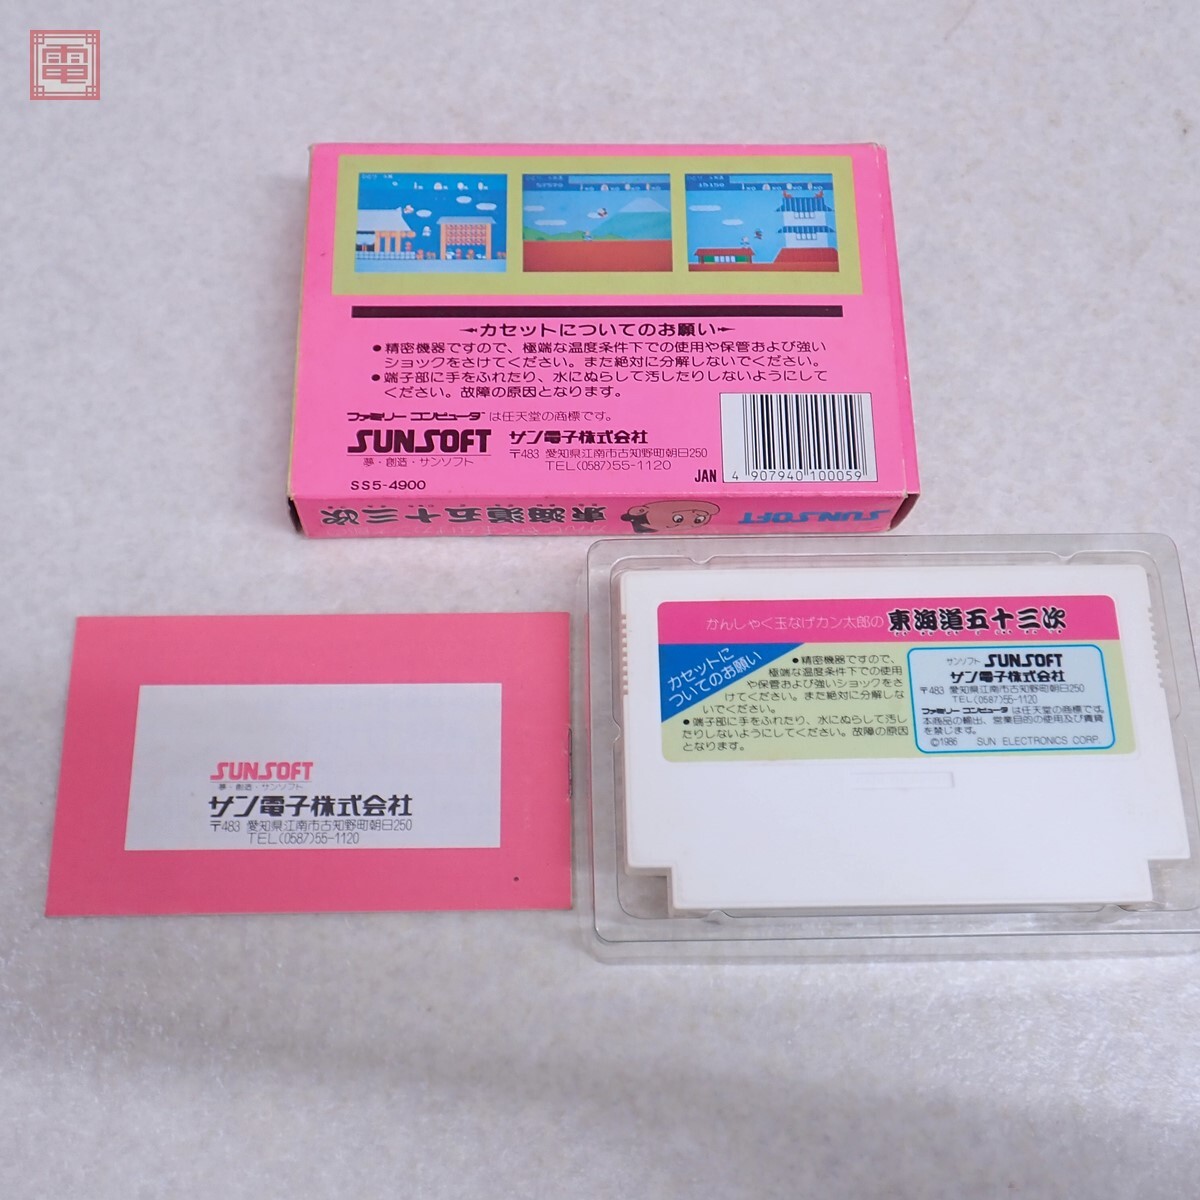 電
57570
15150
カセットについてのお願い
●精密機器ですので、極端な温度条件下での使用や保管および強い
ショックをさけてください。また絶対に分解しないでください。
●端子部に手をふれたり、水にぬらして汚したりしないようにして
ください。故障の原因となります。
ファミリーコンピュータ™は任天堂の商標です。
SUNSOFT サン電子株式会社
夢・創造・サンソフト
〒483 愛知県江南市古知野町朝日250
TEL(0587)55-1120
SS5-4900
JAN
4 907940 100059
東海道五十三次
SUNSOFT
SUNSOFT
夢・創造・サンソフト
サン電子株式会社
〒483 愛知県江南市古知野町朝日250
TEL(0587)55-1120
かんしゃく玉なげカン太郎の 東海道五十三次
カセットに
ついてのお願い
●精密機器ですので、
極端な温度条件下での使用
や保管および強いショックをさ
けてください。また絶対に分解しな
いでください。
●端子部に手をふれたり、水にぬらして汚し
たりしないようにしてください。故障の原因
となります。
サンソフト SUNSOFT
サン電子株式会社
〒483 愛知県江南市古知野町朝日250
TEL(0587)55-1120
ファミリーコンピュータは任天堂の商標です。
本商品の輸出、営業目的の使用及び賃貸
を禁じます。
©1986 SUN ELECTRONICS CORP.